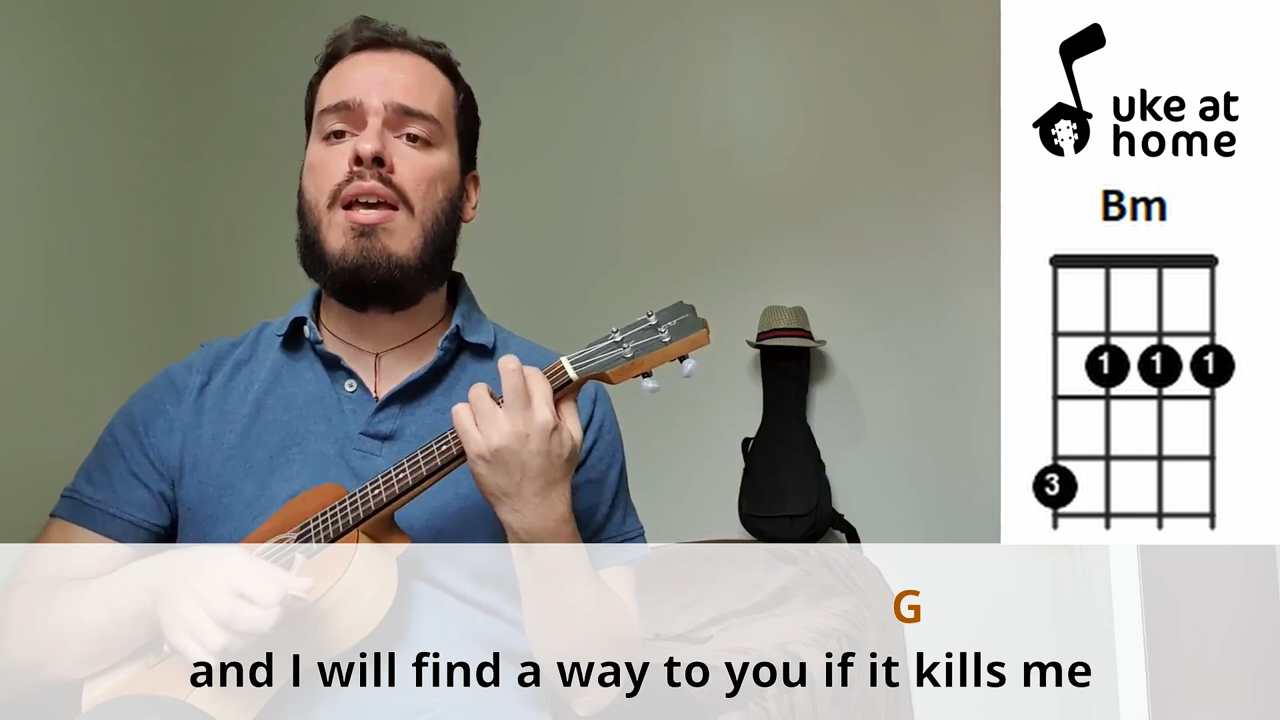 uke at
home
Bm
1 1 1
3
G
and I will find a way to you if it kills me